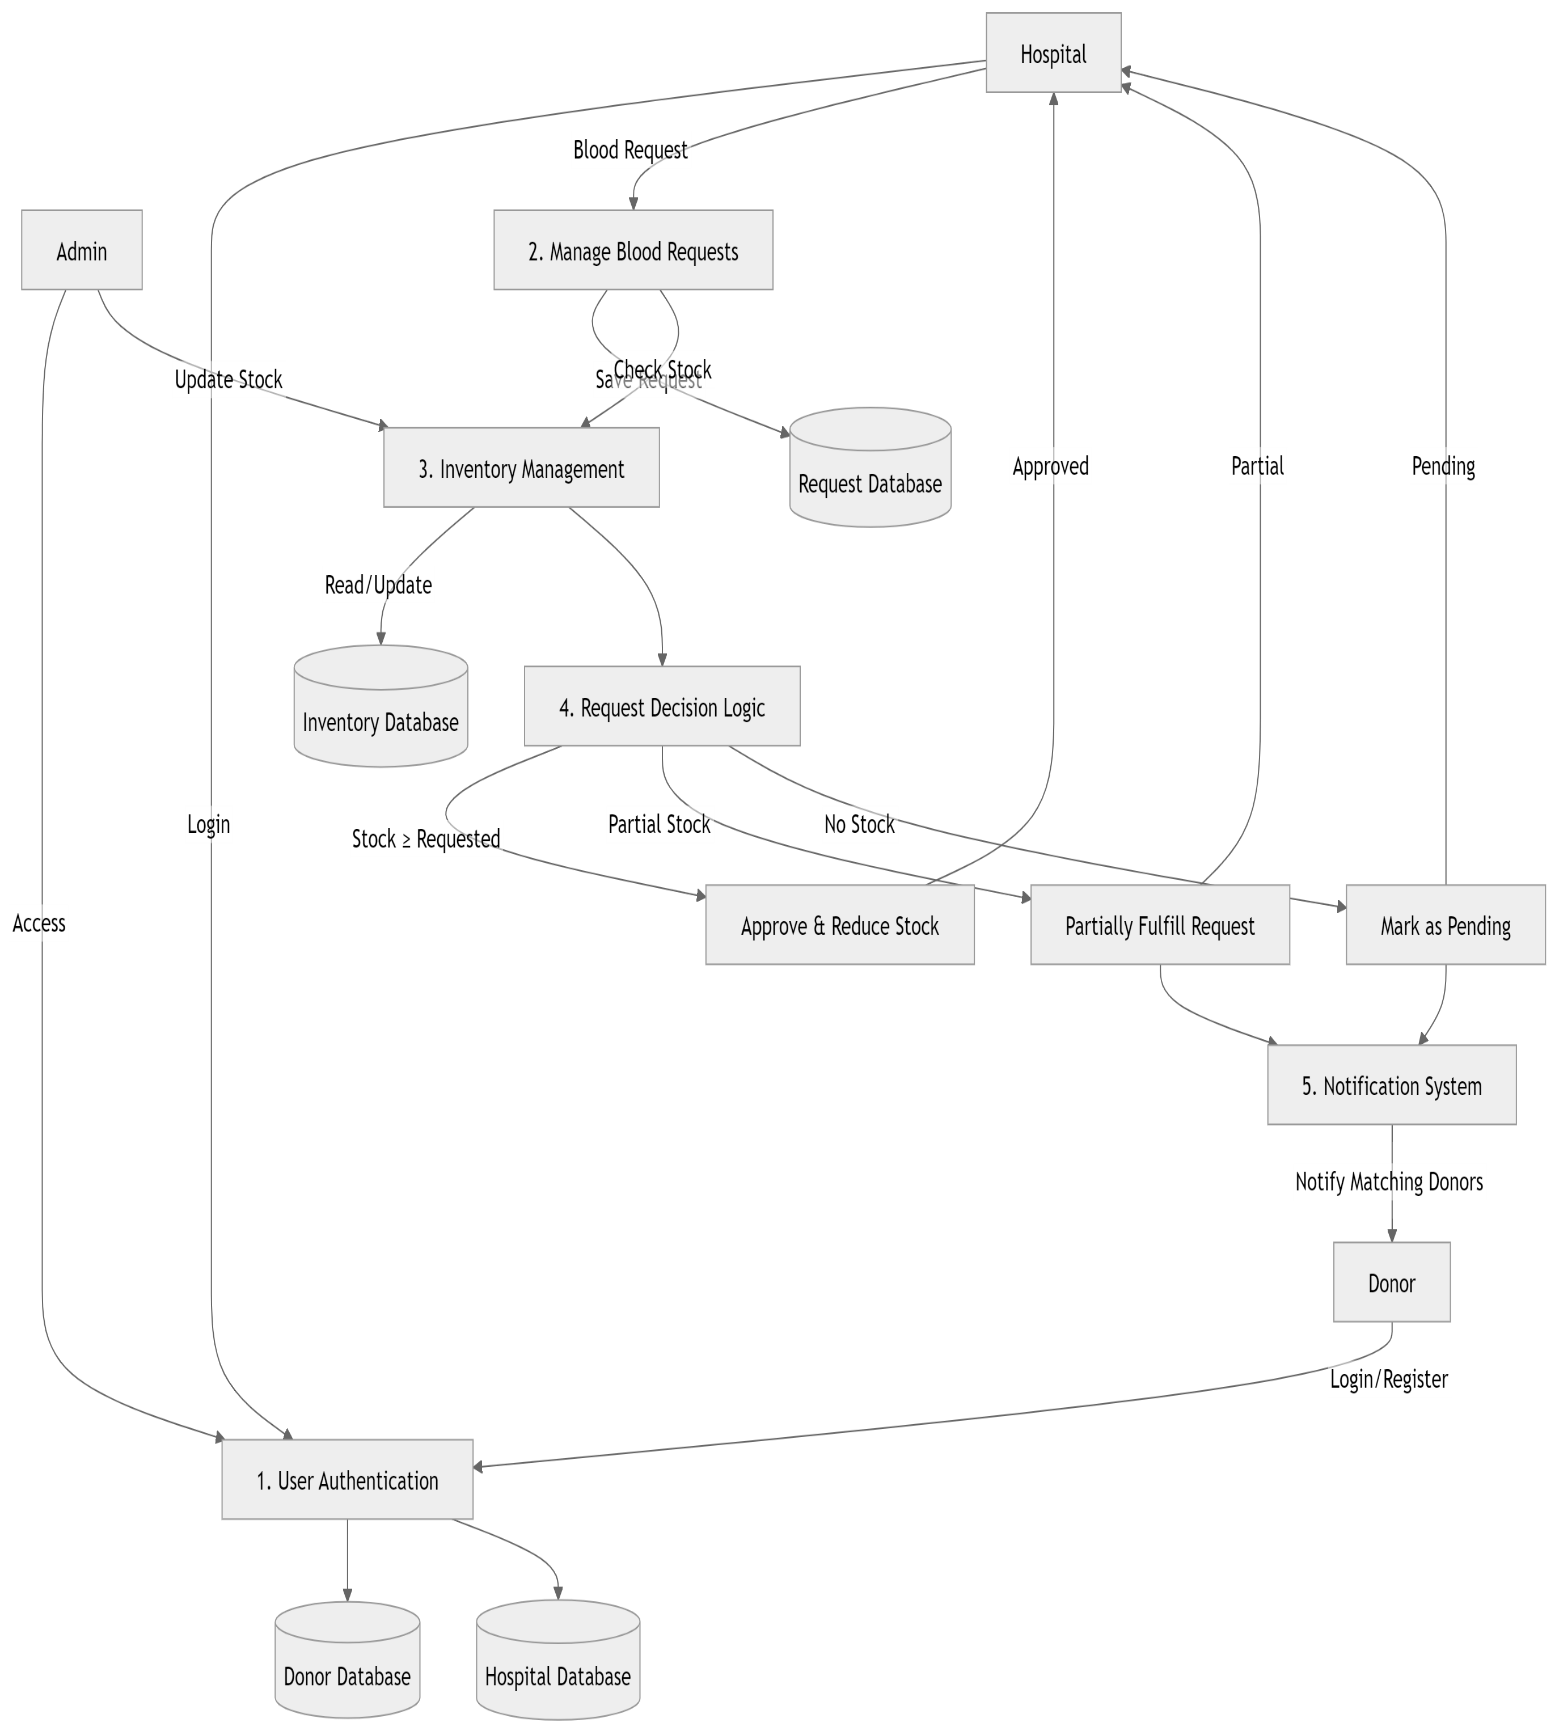 Hospital
Blood Request
Admin
2. Manage Blood Requests
Check Stock
Update Stock
Save Request
3. Inventory Management
Request Database
Approved
Partial
Pending
Read/Update
Inventory Database
4. Request Decision Logic
Login
Stock ≥ Requested
Partial Stock
No Stock
Access
Approve & Reduce Stock
Partially Fulfill Request
Mark as Pending
5. Notification System
Notify Matching Donors
Donor
Login/Register
1. User Authentication
Donor Database
Hospital Database